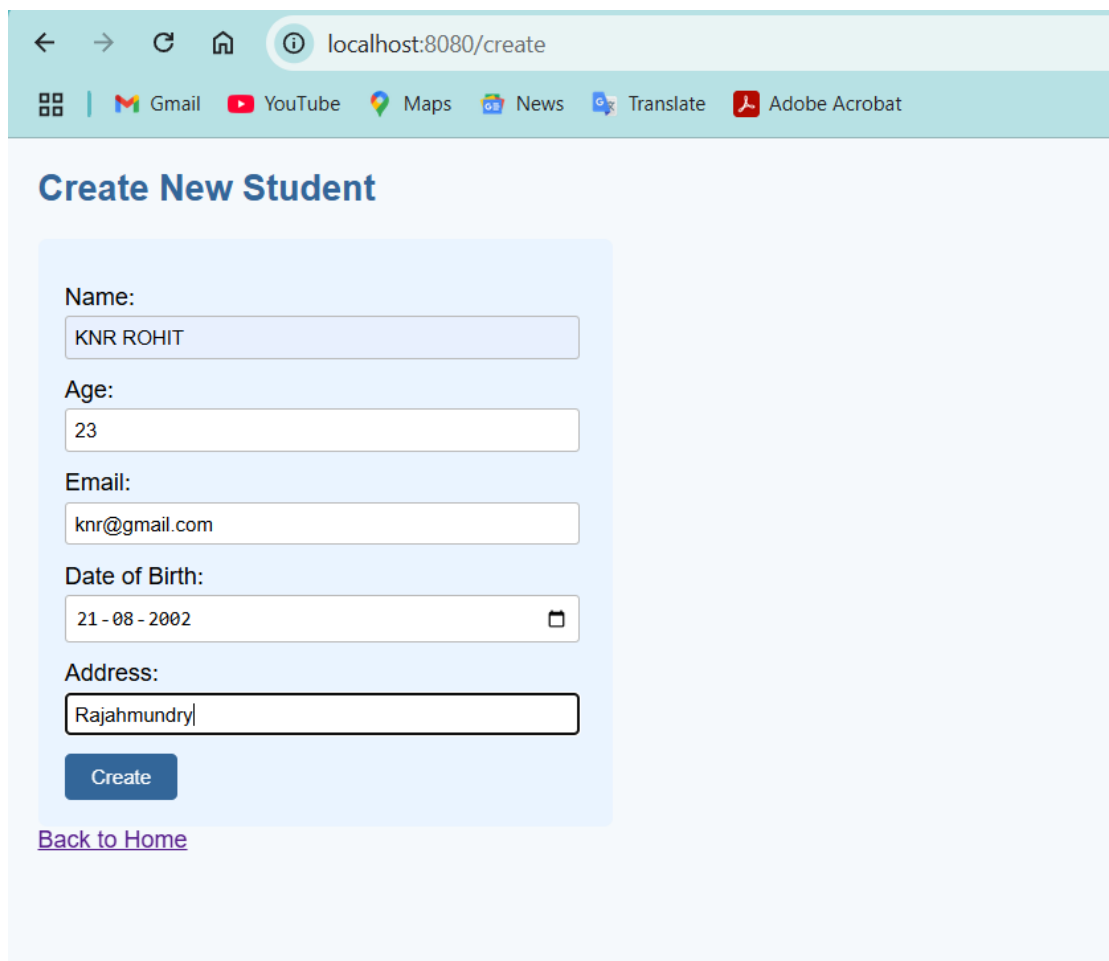 localhost:8080/create
Gmail YouTube Maps News Translate Adobe Acrobat
Create New Student
Name:
KNR ROHIT
Age:
23
Email:
knr@gmail.com
Date of Birth:
21-08-2002
Address:
Rajahmundry
Create
Back to Home